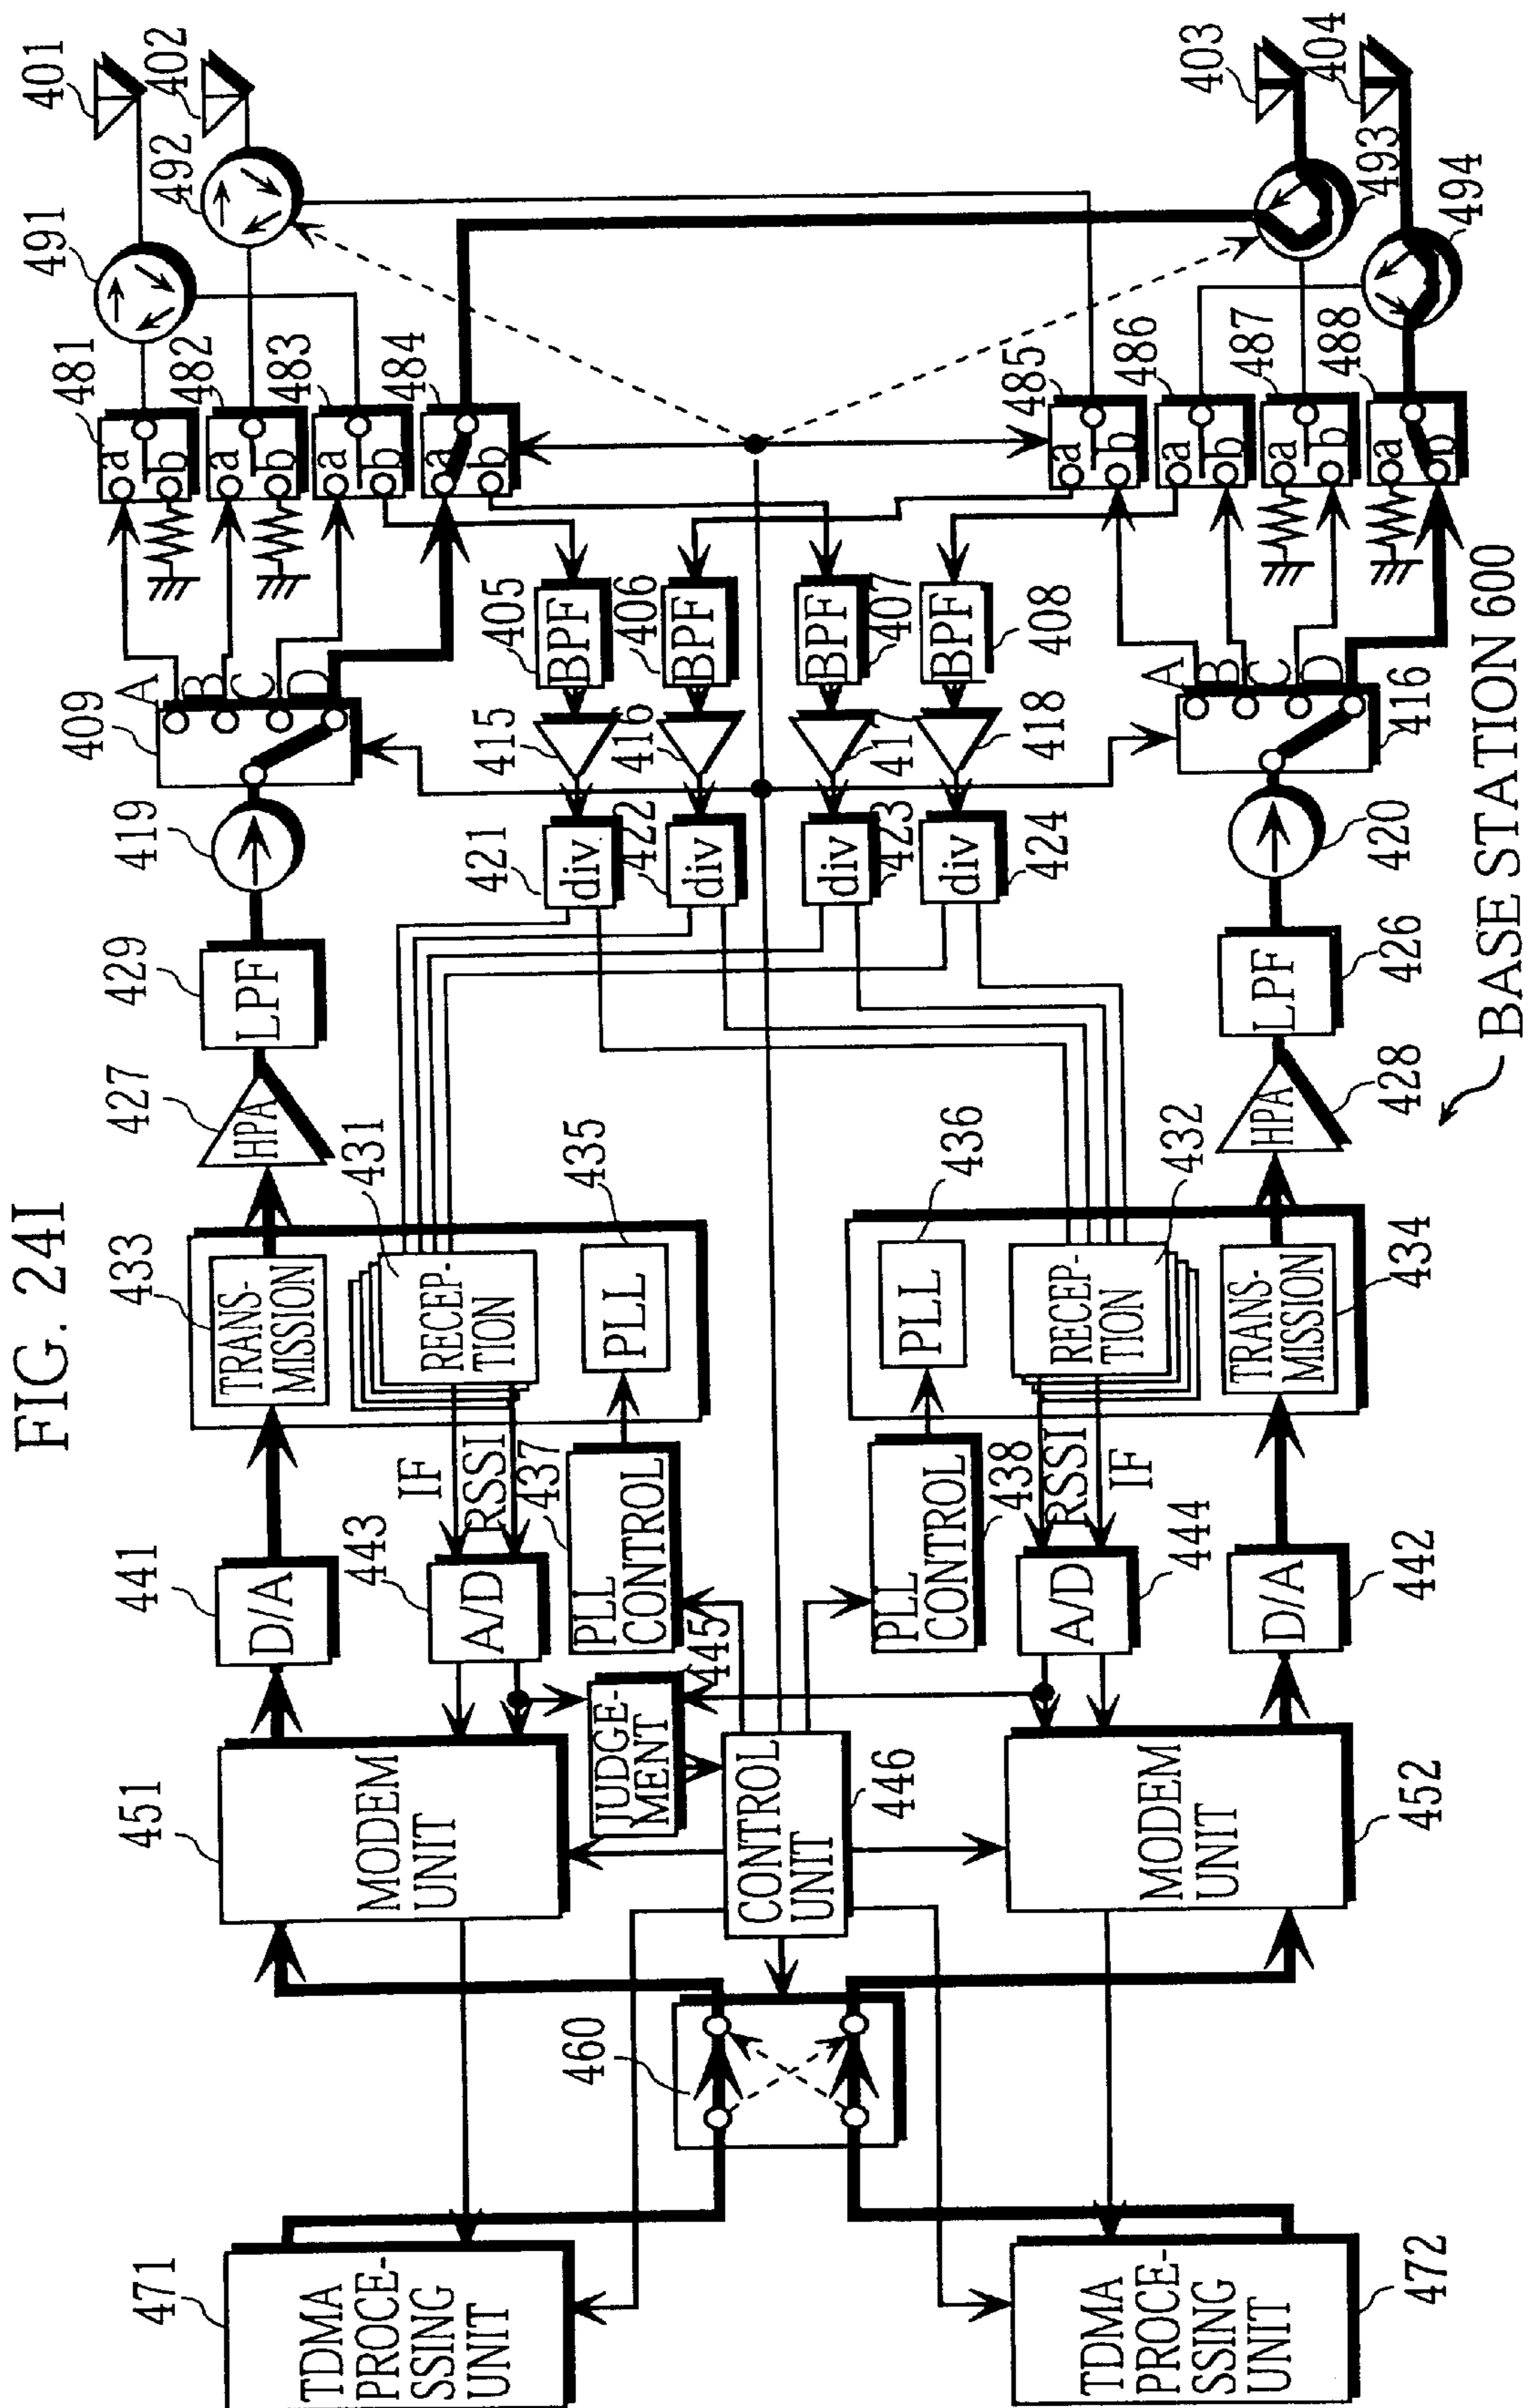 FIG. 24I
401
402
491
492
481
482
483
484
a
b
a
b
a
b
a
b
403
404
493
494
485
486
487
488
a
b
a
b
a
b
a
b
409
A
B
C
D
405
BPF
406
BPF
BPF
407
BPF
408
A
B
C
D
416
415
416
417
418
419
421
div
422
div
div
423
div
424
420
429
LPF
LPF
426
427
HPA
HPA
428
433
TRANS-
MISSION
431
RECEP-
TION
435
PLL
436
PLL
432
RECEP-
TION
434
TRANS-
MISSION
441
D/A
443
A/D
IF
RSSI
437
PLL
CONTROL
PLL
CONTROL
438
RSSI
IF
A/D
444
D/A
442
451
MODEM
UNIT
445
JUDGE-
MENT
CONTROL
UNIT
446
MODEM
UNIT
452
460
471
TDMA
PROCE-
SSING
UNIT
TDMA
PROCE-
SSING
UNIT
472
BASE STATION 600